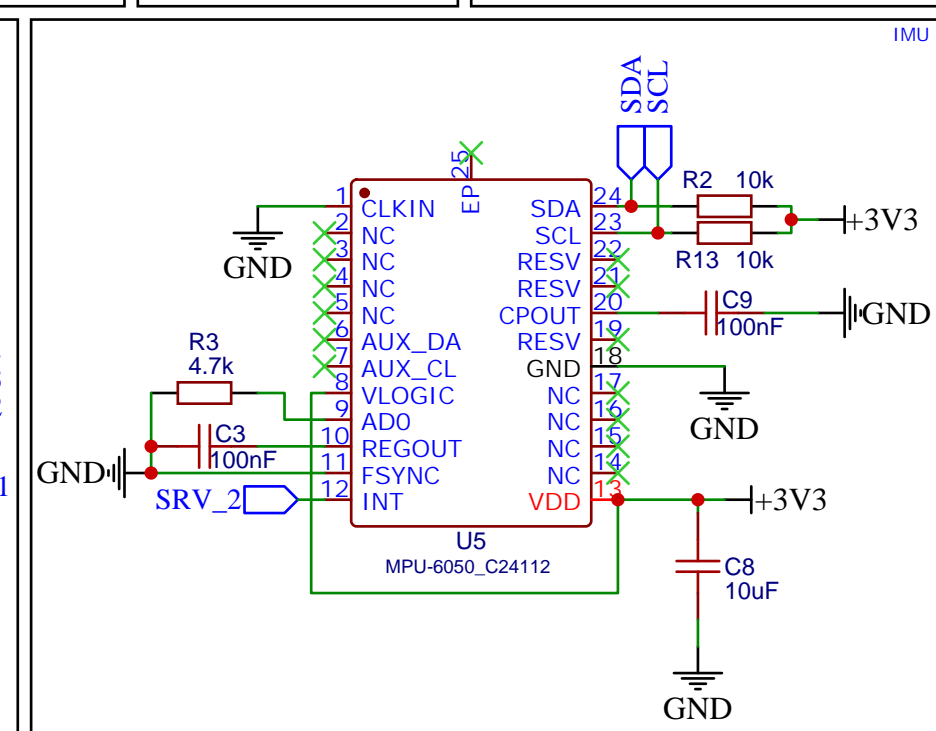 IMU
SDA
SCL
25
EP
1
CLKIN
2
NC
3
NC
4
NC
5
NC
6
AUX_DA
7
AUX_CL
8
VLOGIC
9
AD0
10
REGOUT
11
FSYNC
12
INT
24
SDA
23
SCL
22
RESV
21
RESV
20
CPOUT
19
RESV
18
GND
17
NC
16
NC
15
NC
14
NC
13
VDD
U5
MPU-6050_C24112
GND
R3
4.7k
C3
100nF
GND
SRV_2
R2 10k
R13 10k
+3V3
C9
100nF
GND
GND
+3V3
C8
10uF
GND
1